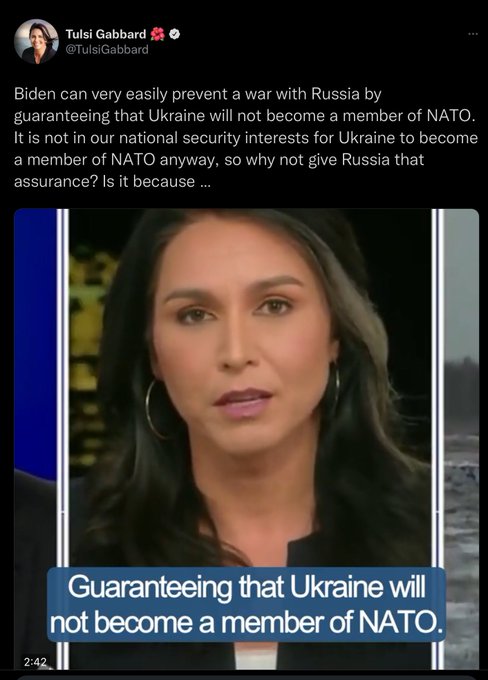 Tulsi Gabbard
@TulsiGabbard
Biden can very easily prevent a war with Russia by
guaranteeing that Ukraine will not become a member of NATO.
It is not in our national security interests for Ukraine to become
a member of NATO anyway, so why not give Russia that
assurance? Is it because ...
Guaranteeing that Ukraine will
not become a member of NATO.
2:42